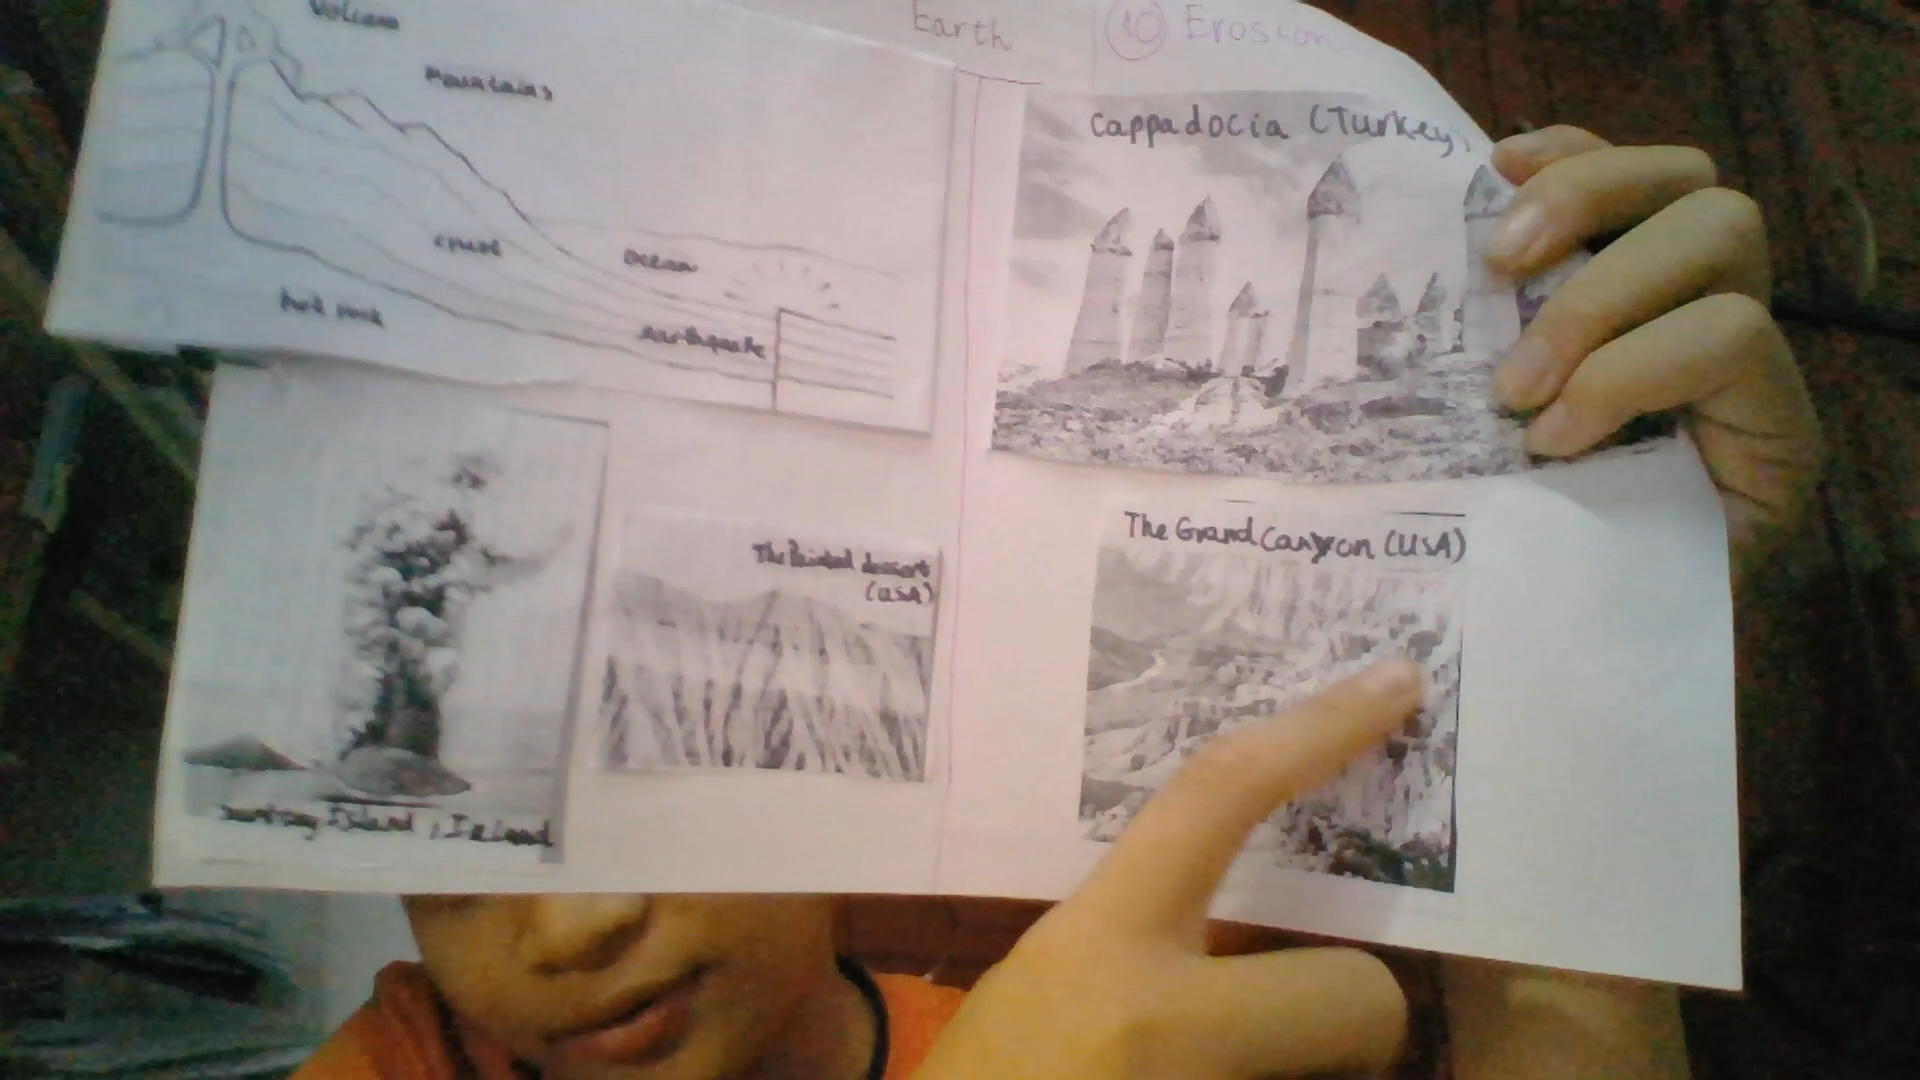 Earth
10 Erosion
Volcano
Mountains
crust
Ocean
hot rock
earthquake
Cappadocia (Turkey)
Island, Iceland
The Painted dessert
(USA)
The Grand Canyon (USA)